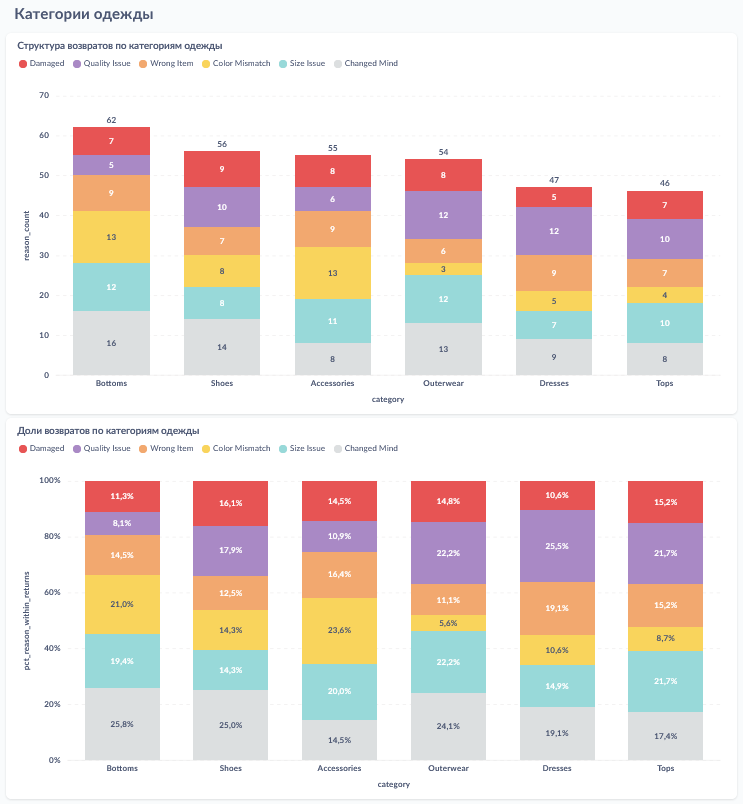 Категории одежды
Структура возвратов по категориям одежды
Damaged Quality Issue Wrong Item Color Mismatch Size Issue Changed Mind
70
60
50
40
30
20
10
0
reason_count
62 56 55 54 47 46
7 9 8 8 5 7
5 10 6 12 12 10
9 7 9 6 9 7
13 8 13 3 5 4
12 8 11 12 7 10
16 14 8 13 9 8
Bottoms Shoes Accessories Outerwear Dresses Tops
category
Доли возвратов по категориям одежды
Damaged Quality Issue Wrong Item Color Mismatch Size Issue Changed Mind
100%
80%
60%
40%
20%
0%
pct_reason_within_returns
11,3% 16,1% 14,5% 14,8% 10,6% 15,2%
8,1% 17,9% 10,9% 22,2% 25,5% 21,7%
14,5% 12,5% 16,4% 11,1% 19,1% 15,2%
21,0% 14,3% 23,6% 5,6% 10,6% 8,7%
19,4% 14,3% 20,0% 22,2% 14,9% 21,7%
25,8% 25,0% 14,5% 24,1% 19,1% 17,4%
Bottoms Shoes Accessories Outerwear Dresses Tops
category